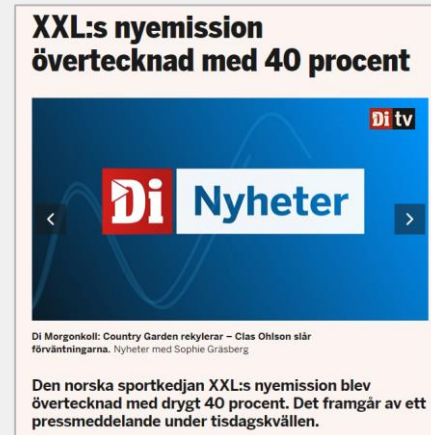 XXL:s nyemission
övertecknad med 40 procent
Di tv
Di Nyheter
Di Morgonkoll: Country Garden rekylerar – Clas Ohlson slår
förväntningarna. Nyheter med Sophie Gräsberg
Den norska sportkedjan XXL:s nyemission blev
övertecknad med drygt 40 procent. Det framgår av ett
pressmeddelande under tisdagskvällen.